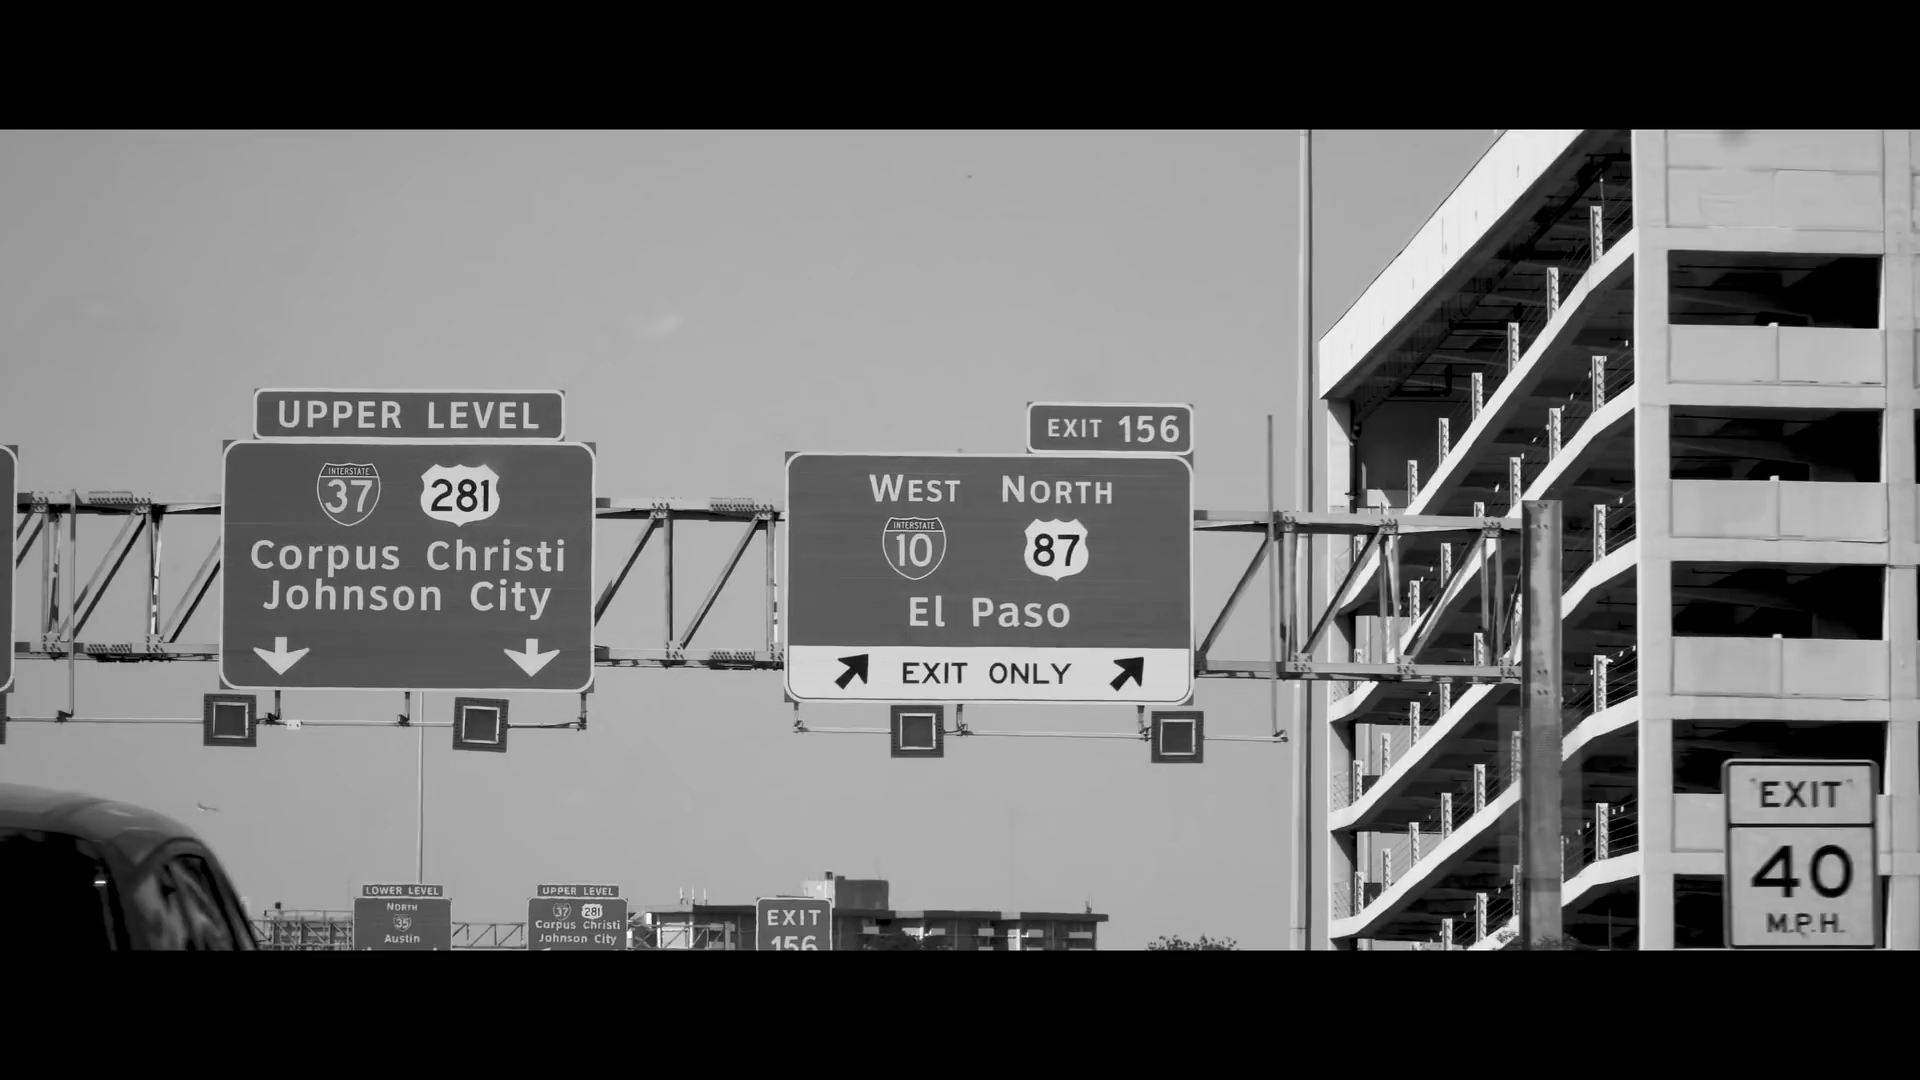 UPPER LEVEL
INTERSTATE
37 281
Corpus Christi
Johnson City
EXIT 156
WEST NORTH
INTERSTATE
10 87
El Paso
EXIT ONLY
EXIT
40
M.P.H.
LOWER LEVEL
NORTH
35
Austin
UPPER LEVEL
37 281
Corpus Christi
Johnson City
EXIT
156